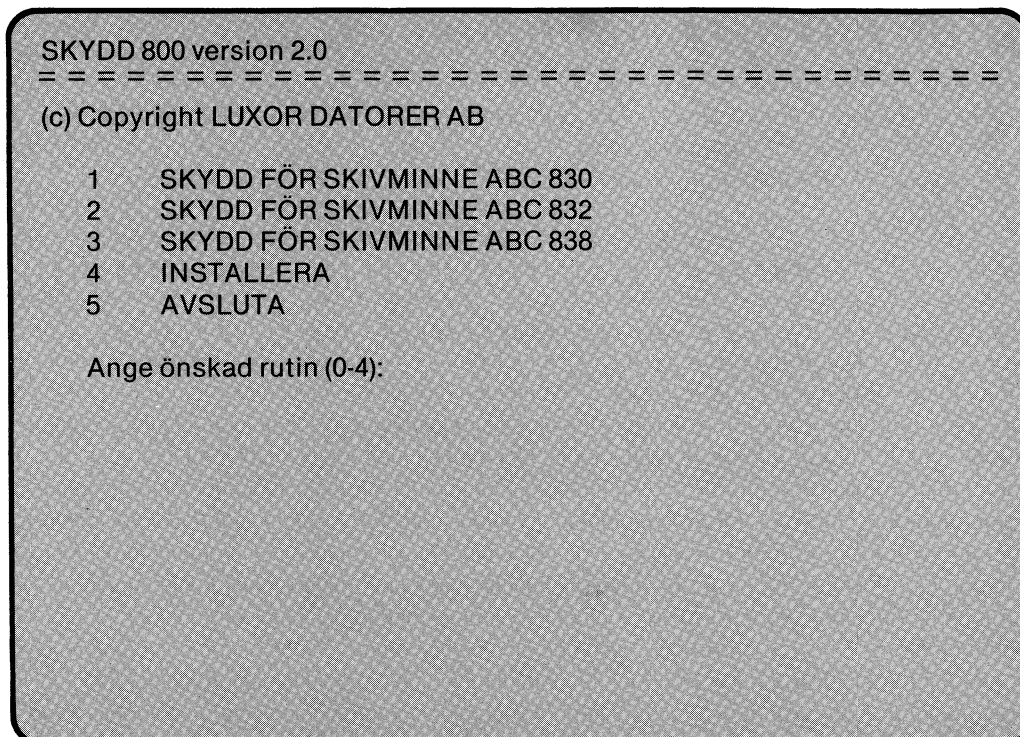 SKYDD 800 version 2.0
= = = = = = = = = = = = = = = = = = = = = = = = = = = = = = = = =
(c) Copyright LUXOR DATORER AB
1 SKYDD FÖR SKIVMINNE ABC 830
2 SKYDD FÖR SKIVMINNE ABC 832
3 SKYDD FÖR SKIVMINNE ABC 838
4 INSTALLERA
5 AVSLUTA
Ange önskad rutin (0-4):